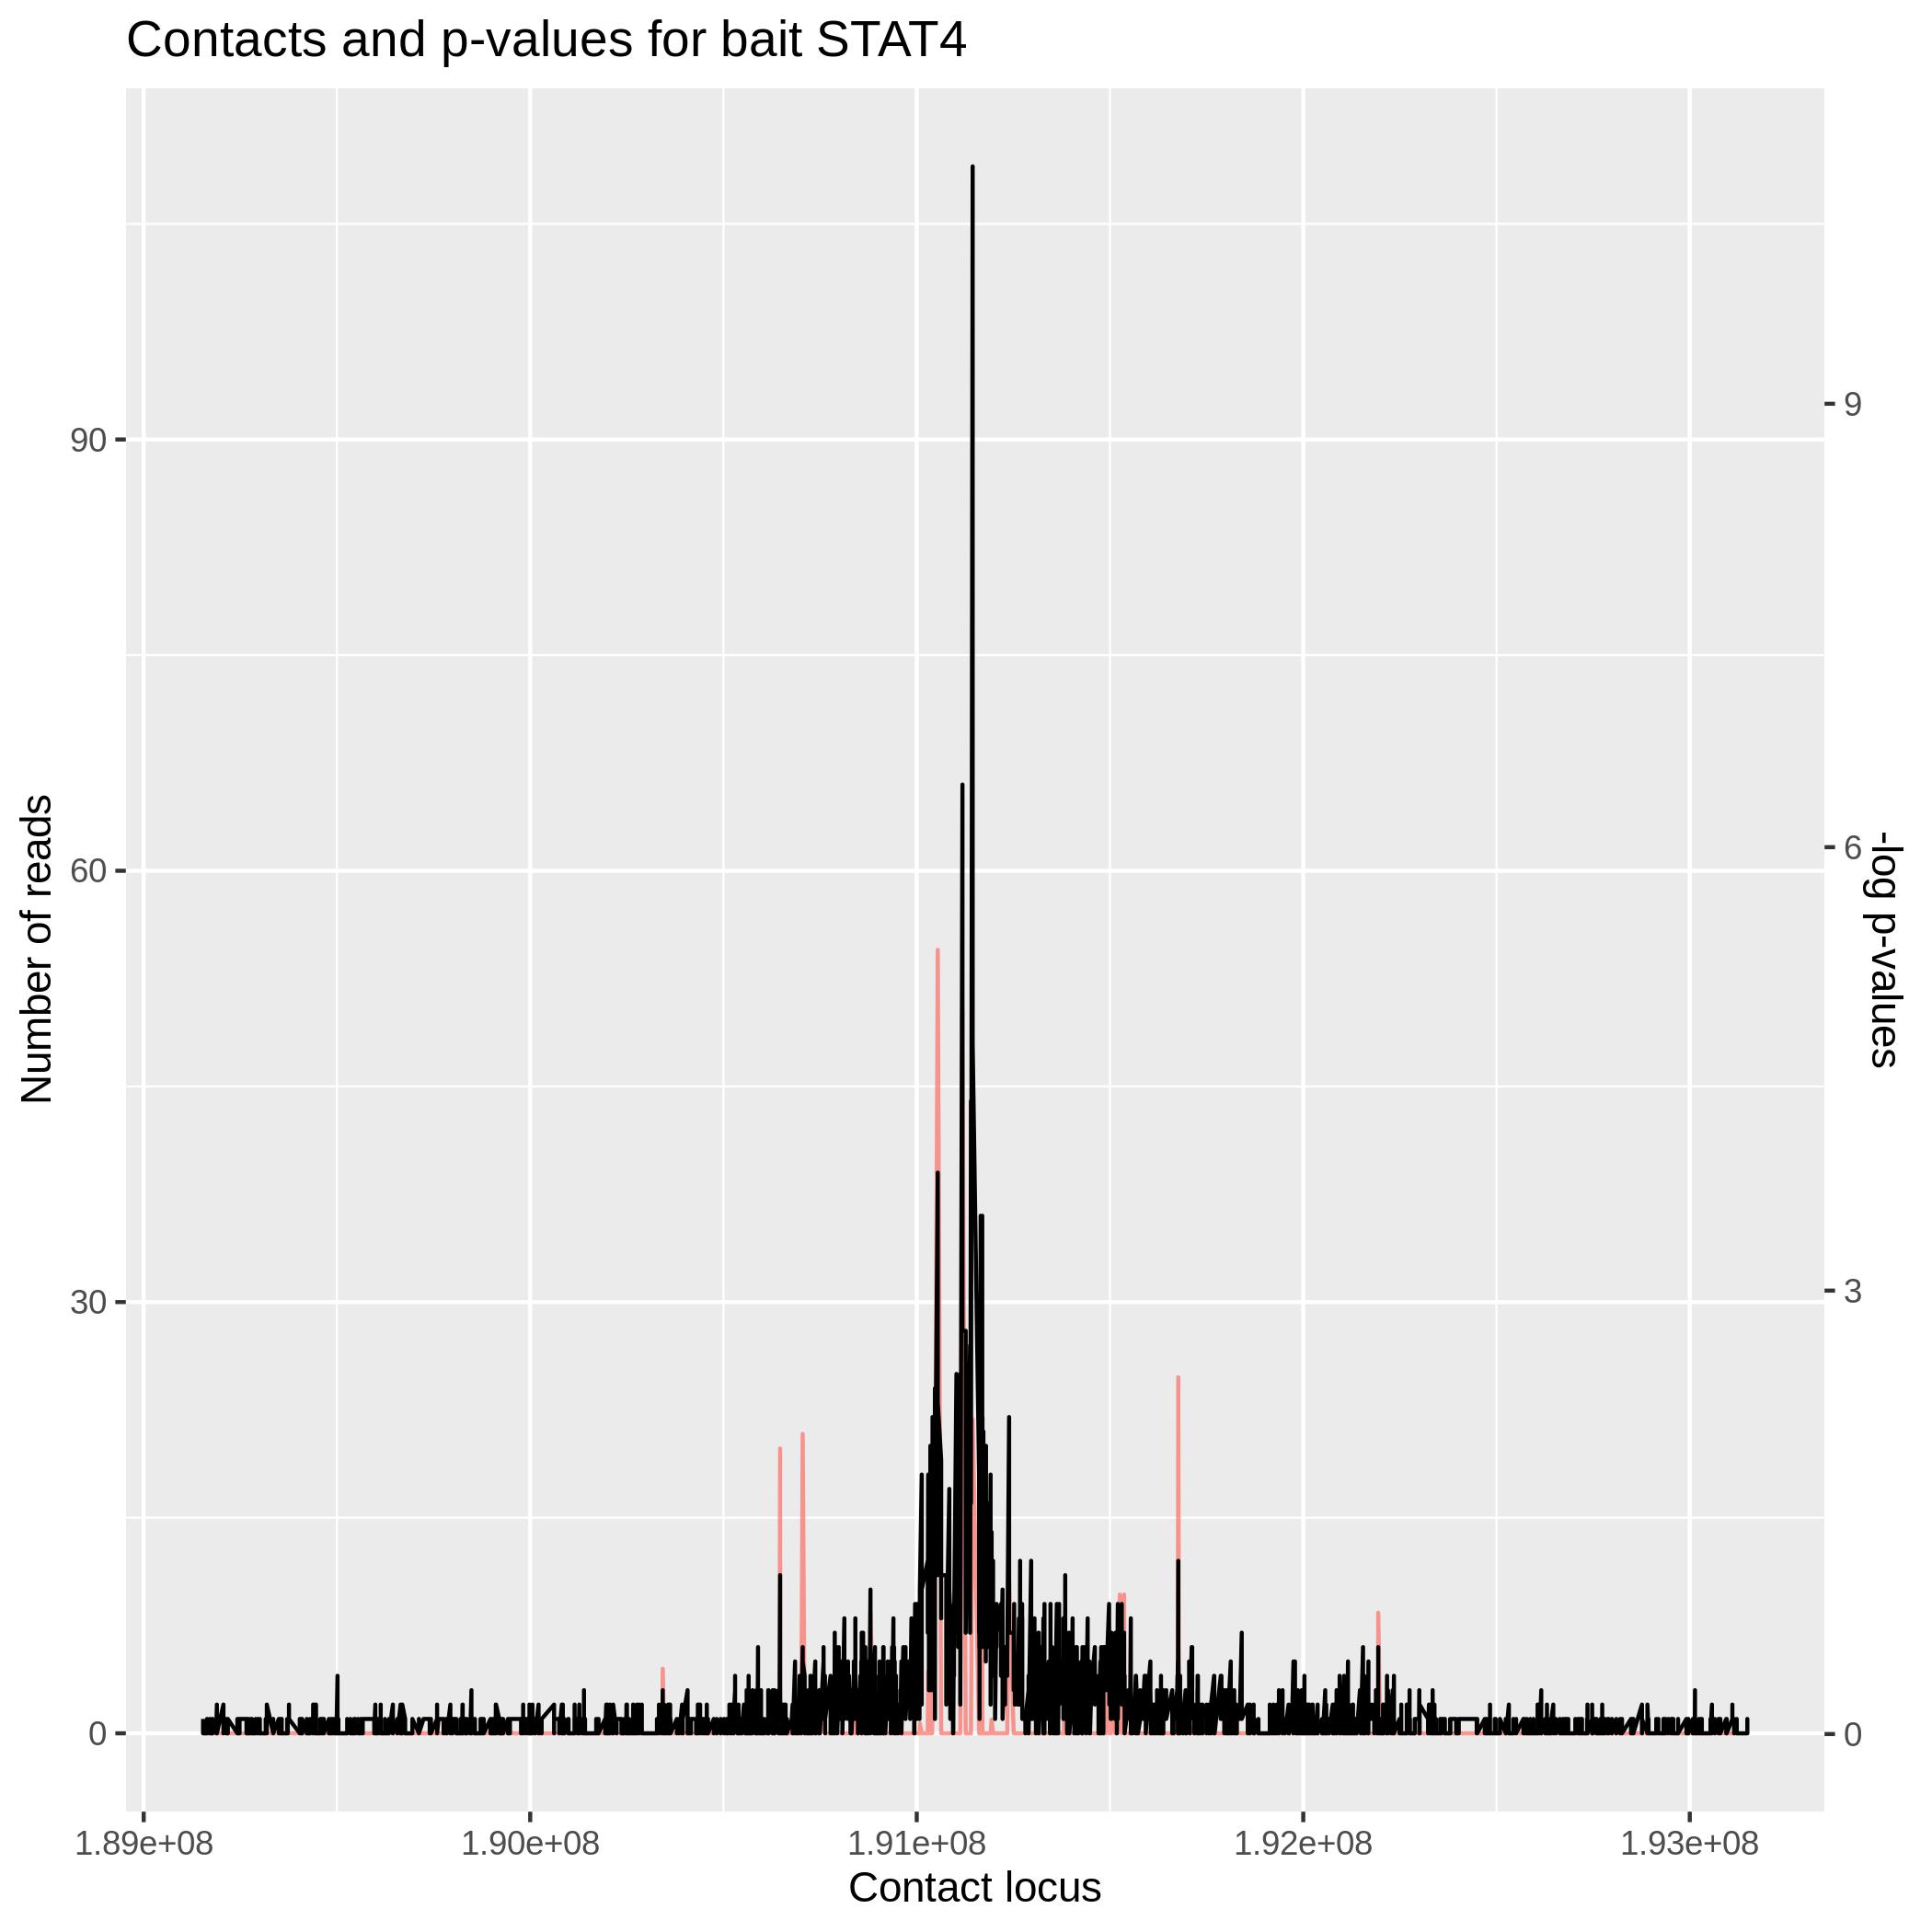 Contacts and p-values for bait STAT4
90
60
30
0
Number of reads
9
6
3
0
-log p-values
1.89e+08 1.90e+08 1.91e+08 1.92e+08 1.93e+08
Contact locus